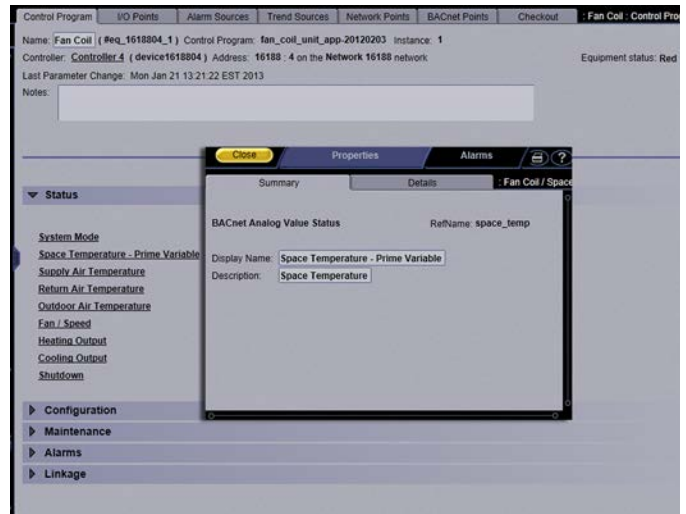 Control Program I/O Points Alarm Sources Trend Sources Network Points BACnet Points Checkout : Fan Coil : Control Pro
Name: Fan Coil ( #eq_1618804_1 ) Control Program: fan_coil_unit_app-20120203 Instance: 1
Controller: Controller 4 ( device1618804 ) Address: 16188 : 4 on the Network 16188 network Equipment status: Red
Last Parameter Change: Mon Jan 21 13:21:22 EST 2013
Notes:
Close Properties Alarms ?
Summary Details : Fan Coil / Space
Status
BACnet Analog Value Status RefName: space_temp
System Mode
Space Temperature - Prime Variable
Display Name: Space Temperature - Prime Variable
Supply Air Temperature
Description: Space Temperature
Return Air Temperature
Outdoor Air Temperature
Fan / Speed
Heating Output
Cooling Output
Shutdown
Configuration
Maintenance
Alarms
Linkage